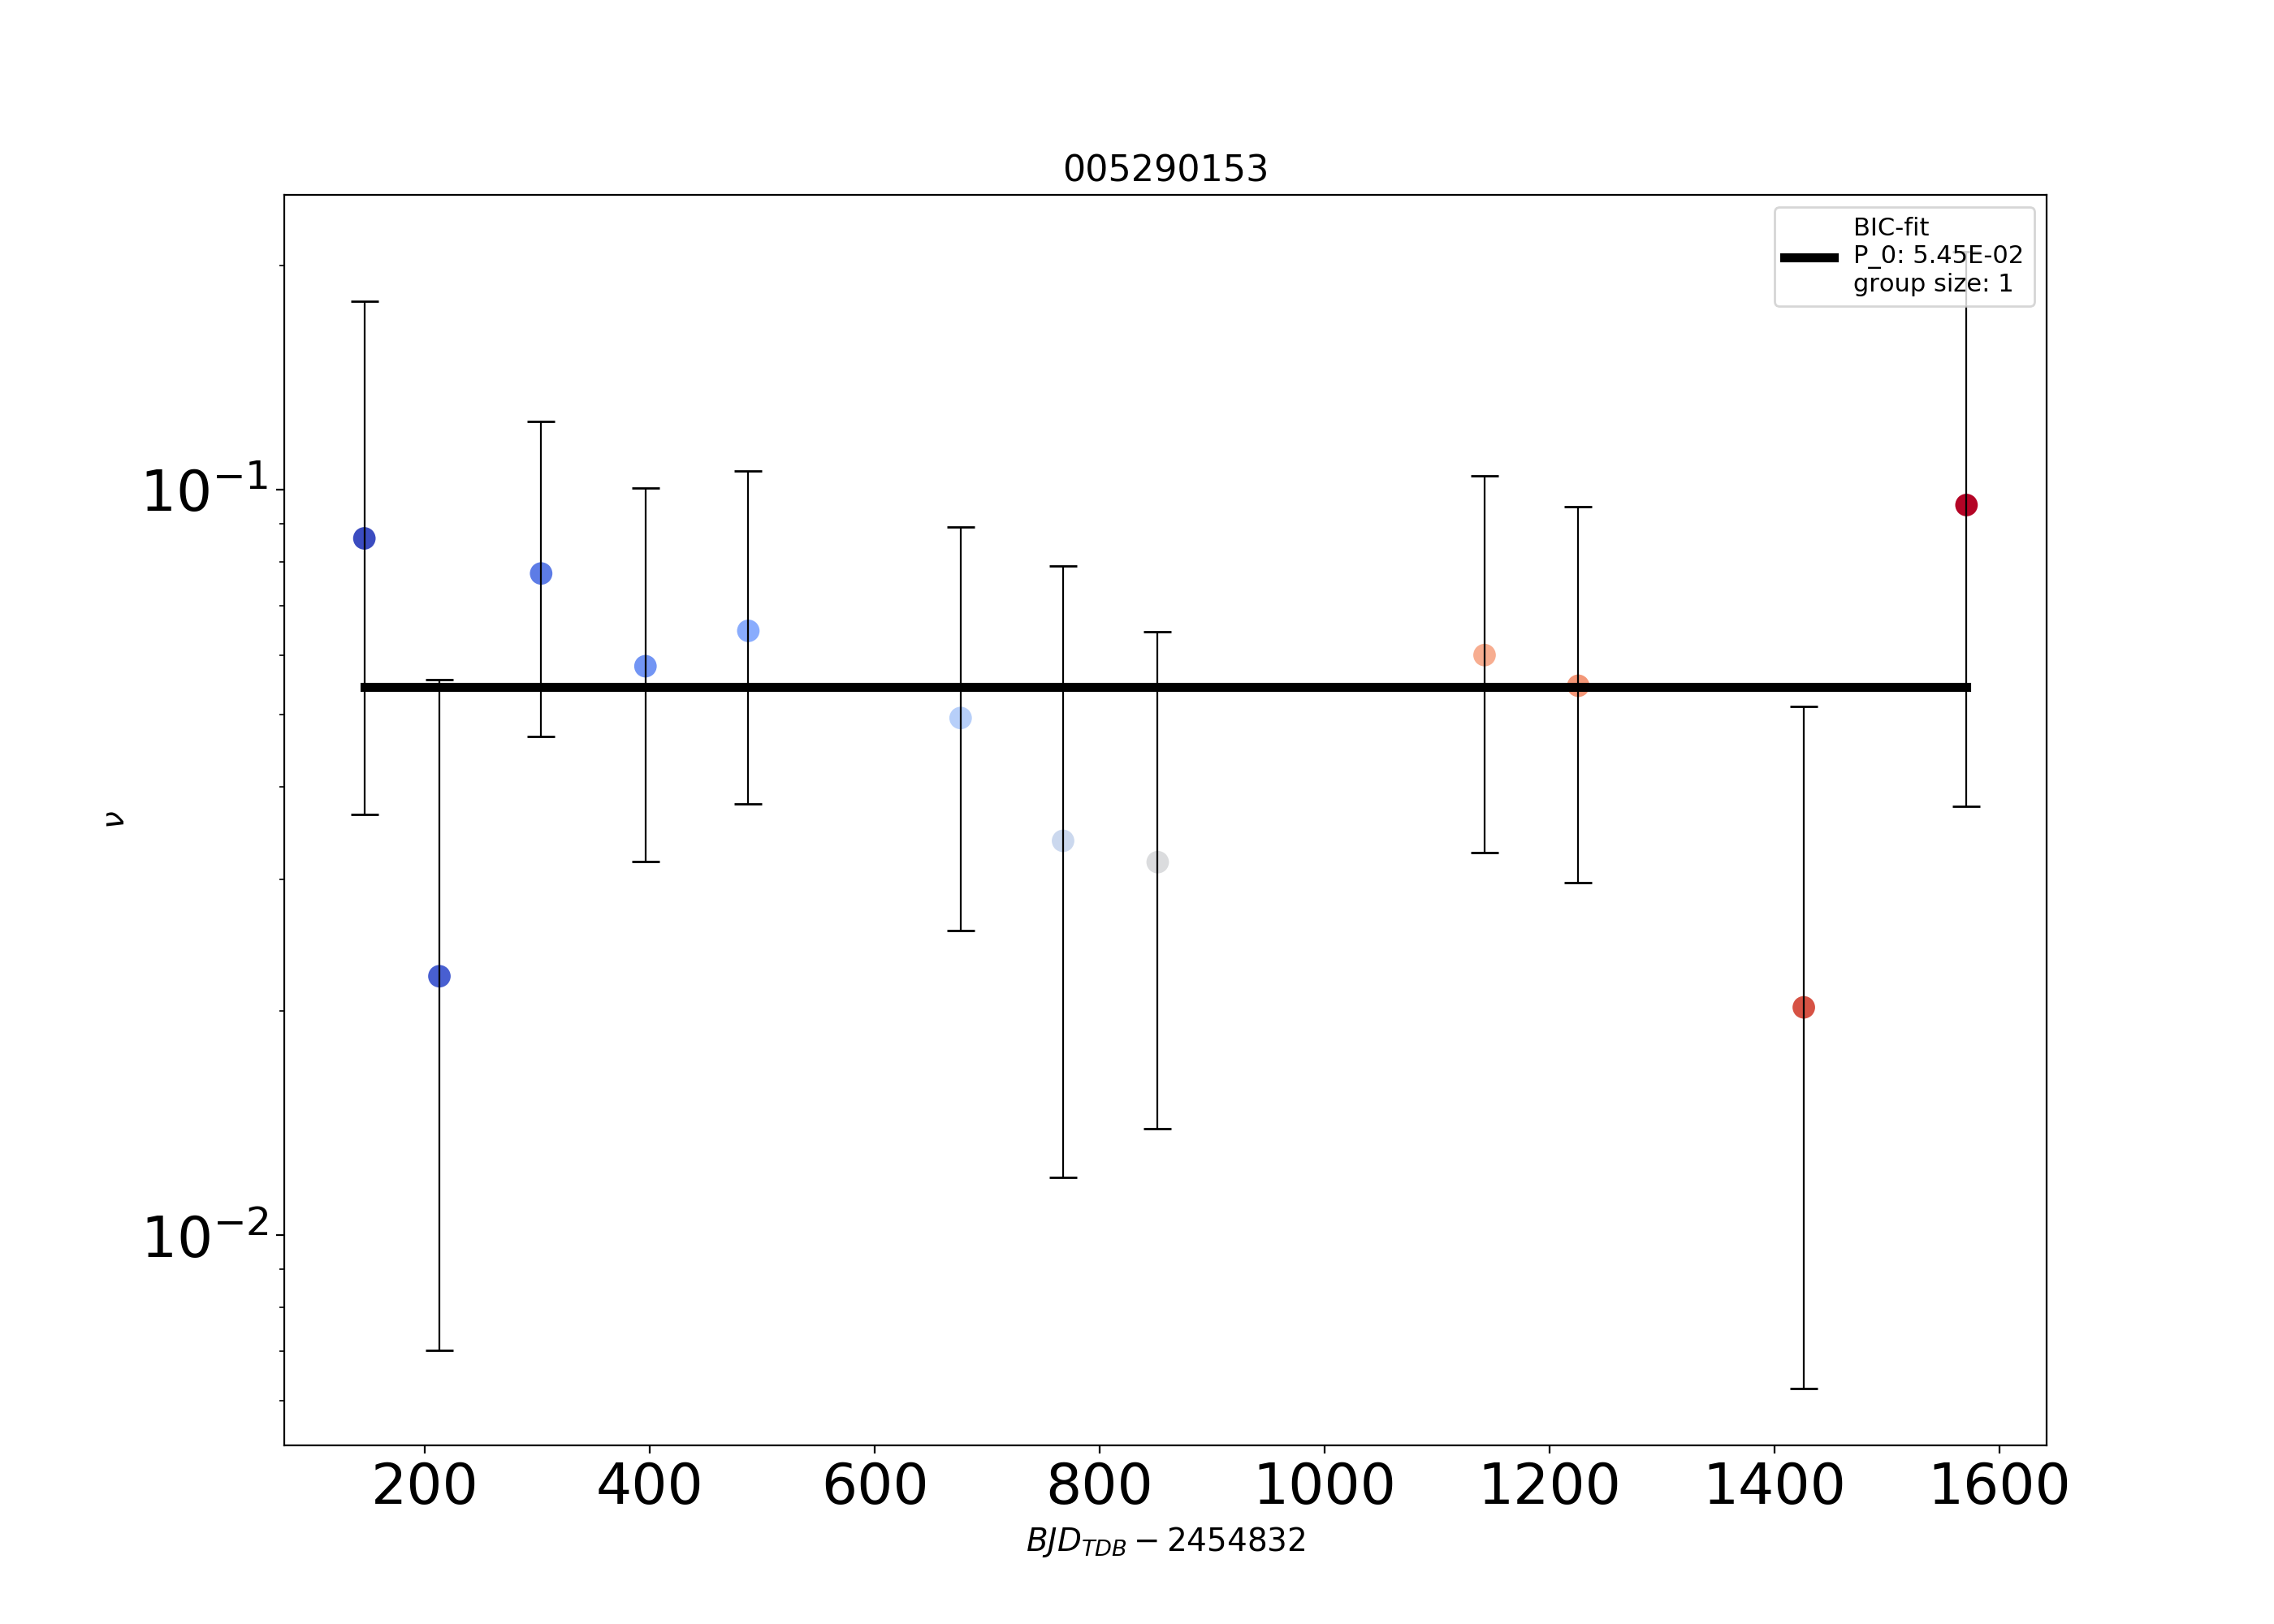 005290153
BIC-fit
P_0: 5.45E-02
group size: 1
10⁻¹
10⁻²
ν
200 400 600 800 1000 1200 1400 1600
BJD_TDB − 2454832